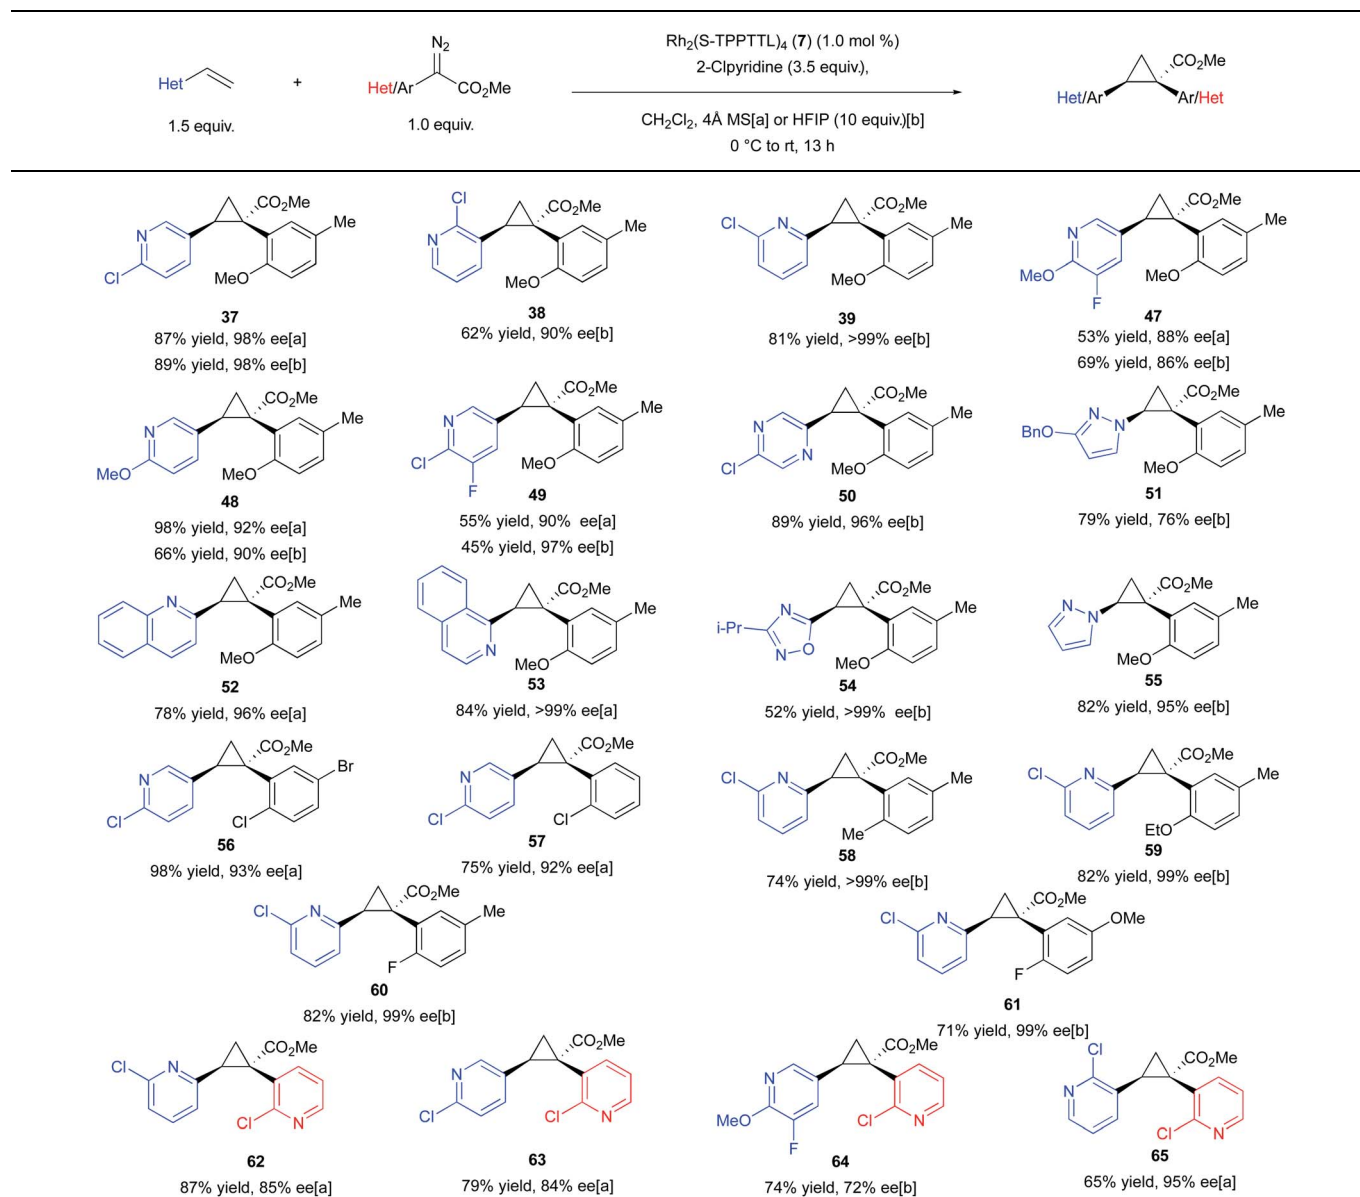 N2
Het
+
Het/Ar
CO2Me
1.5 equiv.
1.0 equiv.
Rh2(S-TPPTTL)4 (7) (1.0 mol %)
2-Clpyridine (3.5 equiv.),
CH2Cl2, 4Å MS[a] or HFIP (10 equiv.)[b]
0 °C to rt, 13 h
CO2Me
Het/Ar
Ar/Het
N
Cl
CO2Me
Me
MeO
37
87% yield, 98% ee[a]
89% yield, 98% ee[b]
Cl
N
CO2Me
Me
MeO
38
62% yield, 90% ee[b]
Cl
N
CO2Me
Me
MeO
39
81% yield, >99% ee[b]
N
MeO
F
CO2Me
Me
MeO
47
53% yield, 88% ee[a]
69% yield, 86% ee[b]
N
MeO
CO2Me
Me
MeO
48
98% yield, 92% ee[a]
66% yield, 90% ee[b]
N
Cl
F
CO2Me
Me
MeO
49
55% yield, 90% ee[a]
45% yield, 97% ee[b]
N
Cl
N
CO2Me
Me
MeO
50
89% yield, 96% ee[b]
BnO
N
N
CO2Me
Me
MeO
51
79% yield, 76% ee[b]
N
CO2Me
Me
MeO
52
78% yield, 96% ee[a]
N
CO2Me
Me
MeO
53
84% yield, >99% ee[a]
i-Pr
N
N
O
CO2Me
Me
MeO
54
52% yield, >99% ee[b]
N
N
CO2Me
Me
MeO
55
82% yield, 95% ee[b]
N
Cl
CO2Me
Br
Cl
56
98% yield, 93% ee[a]
N
Cl
CO2Me
Cl
57
75% yield, 92% ee[a]
Cl
N
CO2Me
Me
Me
58
74% yield, >99% ee[b]
Cl
N
CO2Me
Me
EtO
59
82% yield, 99% ee[b]
Cl
N
CO2Me
Me
F
60
82% yield, 99% ee[b]
Cl
N
CO2Me
OMe
F
61
71% yield, 99% ee[b]
Cl
N
CO2Me
Cl
N
62
87% yield, 85% ee[a]
N
Cl
CO2Me
Cl
N
63
79% yield, 84% ee[a]
N
MeO
F
CO2Me
Cl
N
64
74% yield, 72% ee[b]
Cl
N
CO2Me
Cl
N
65
65% yield, 95% ee[a]